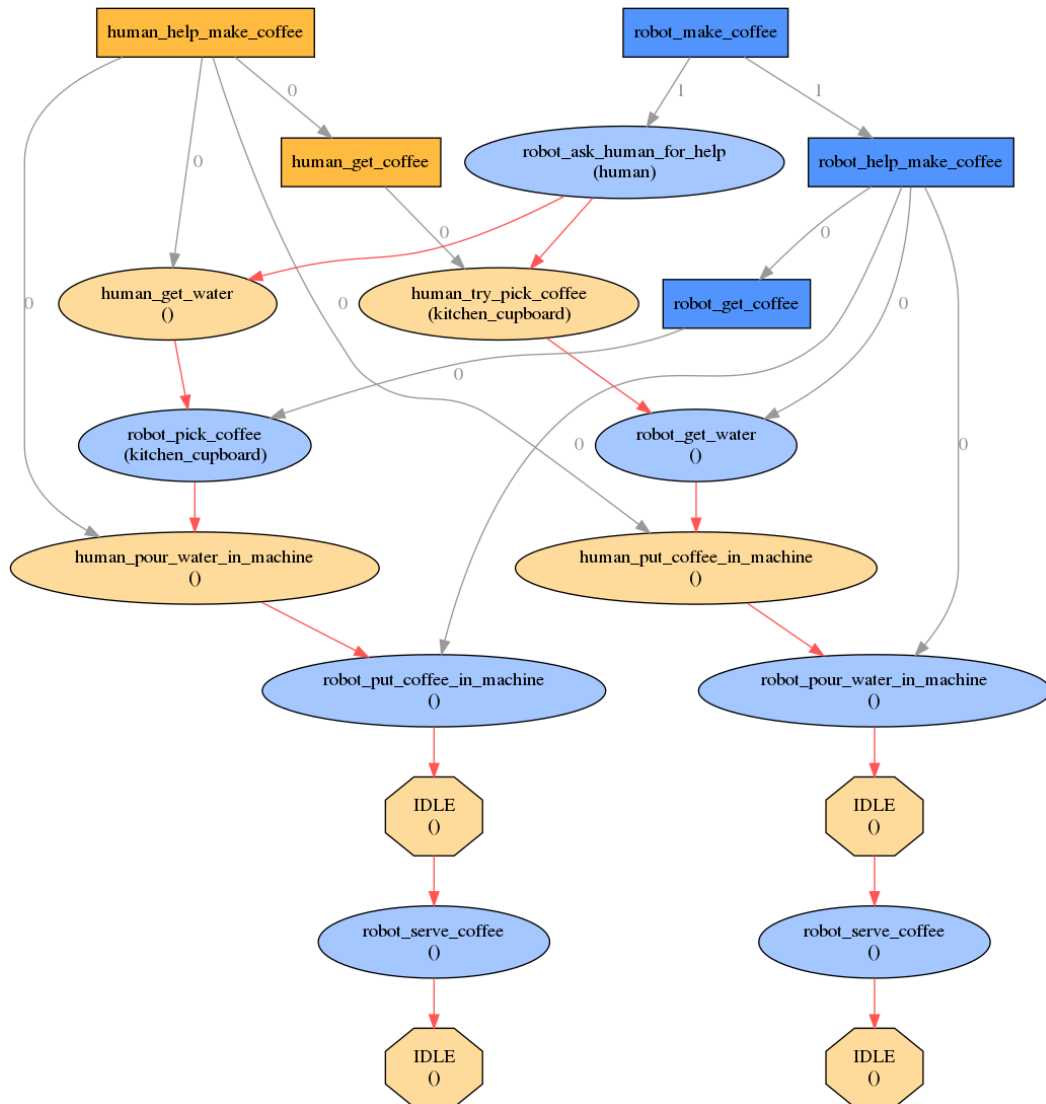 human_help_make_coffee
robot_make_coffee
0
1
1
human_get_coffee
robot_ask_human_for_help
(human)
robot_help_make_coffee
0
0
0
human_get_water
()
human_try_pick_coffee
(kitchen_cupboard)
robot_get_coffee
0
0
0
0
robot_pick_coffee
(kitchen_cupboard)
robot_get_water
()
0
0
human_pour_water_in_machine
()
human_put_coffee_in_machine
()
robot_put_coffee_in_machine
()
robot_pour_water_in_machine
()
IDLE
()
IDLE
()
robot_serve_coffee
()
robot_serve_coffee
()
IDLE
()
IDLE
()